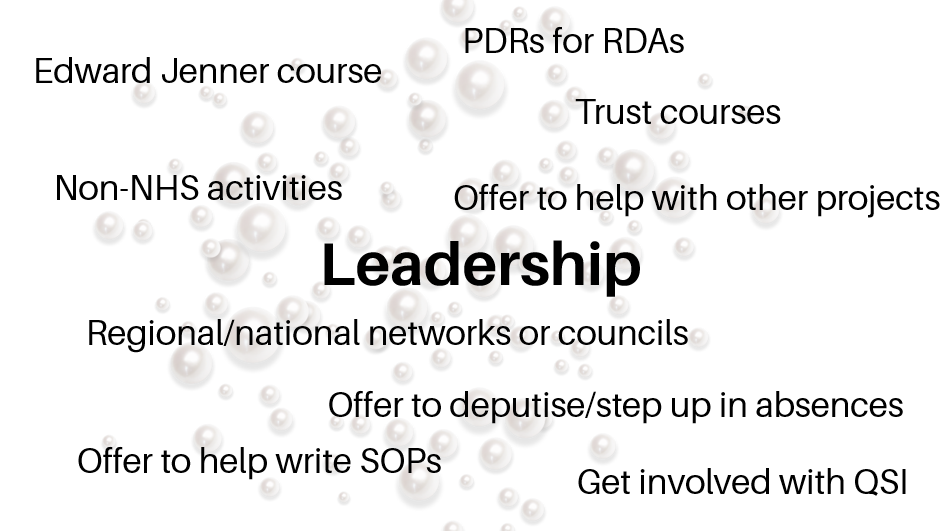 PDRs for RDAs
Edward Jenner course
Trust courses
Non-NHS activities
Offer to help with other projects
Leadership
Regional/national networks or councils
Offer to deputise/step up in absences
Offer to help write SOPs
Get involved with QSI